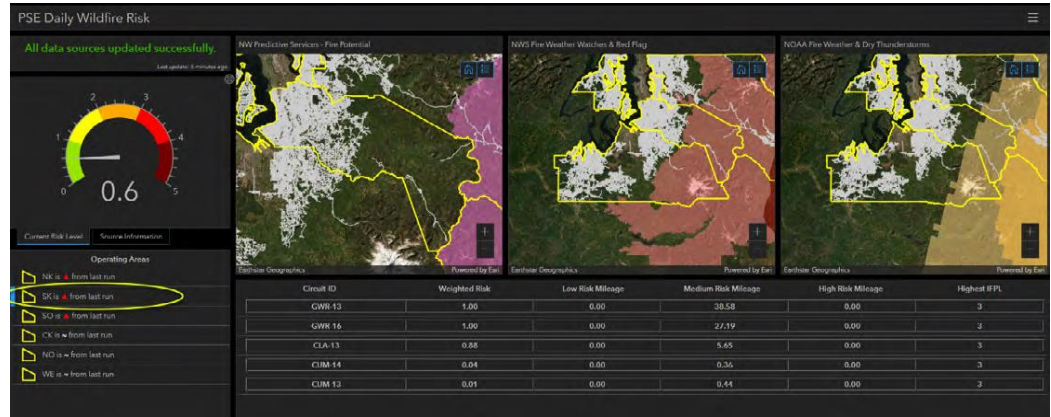 PSE Daily Wildfire Risk
All data sources updated successfully.
Last update: 5 minutes ago
0
1
2
3
4
5
0.6
Current Risk Level
Source Information
Operating Areas
NK is ▲ from last run
SK is ▲ from last run
SO is ▲ from last run
CK is ~ from last run
NO is ~ from last run
WE is ~ from last run
NW Predictive Services - Fire Potential
+
Earthstar Geographics Powered by Esri
NWS Fire Weather Watches & Red Flag
+
Earthstar Geographics Powered by Esri
NOAA Fire Weather & Dry Thunderstorms
+
Earthstar Geographics Powered by Esri
Circuit ID Weighted Risk Low Risk Mileage Medium Risk Mileage High Risk Mileage Highest IFPL
GWR-13 1.00 0.00 38.58 0.00 3
GWR-16 1.00 0.00 27.19 0.00 3
CLA-13 0.88 0.00 5.65 0.00 3
CUM-14 0.04 0.00 0.36 0.00 3
CUM-13 0.01 0.00 0.44 0.00 3